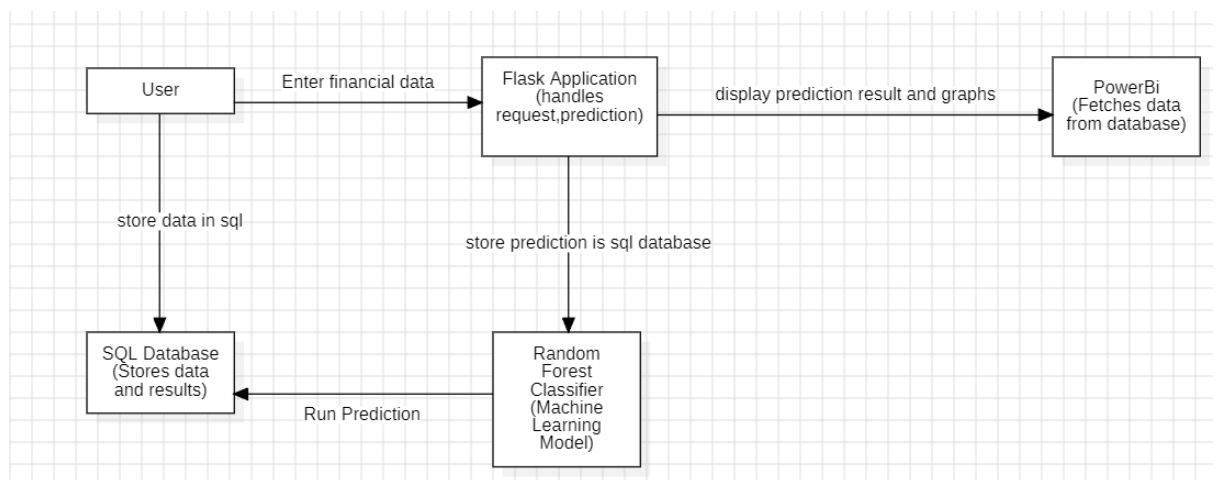 User
Enter financial data
Flask Application
(handles
request,prediction)
display prediction result and graphs
PowerBi
(Fetches data
from database)
store data in sql
store prediction is sql database
SQL Database
(Stores data
and results)
Run Prediction
Random
Forest
Classifier
(Machine
Learning
Model)